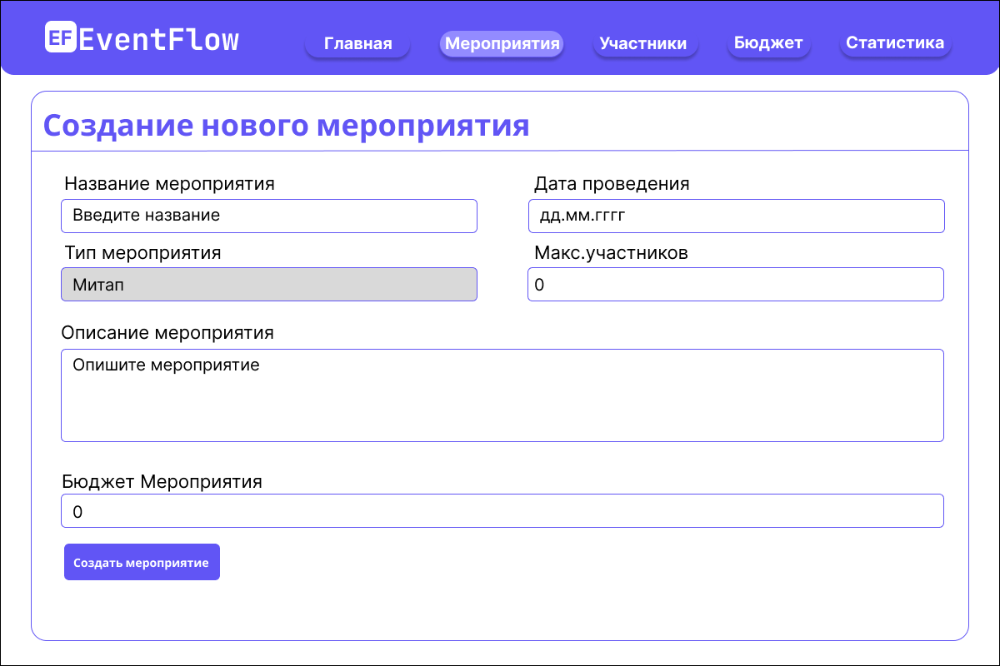 EF EventFlow Главная Мероприятия Участники Бюджет Статистика
Создание нового мероприятия
Название мероприятия Дата проведения
Введите название дд.мм.гггг
Тип мероприятия Макс.участников
Митап 0
Описание мероприятия
Опишите мероприятие
Бюджет Мероприятия
0
Создать мероприятие